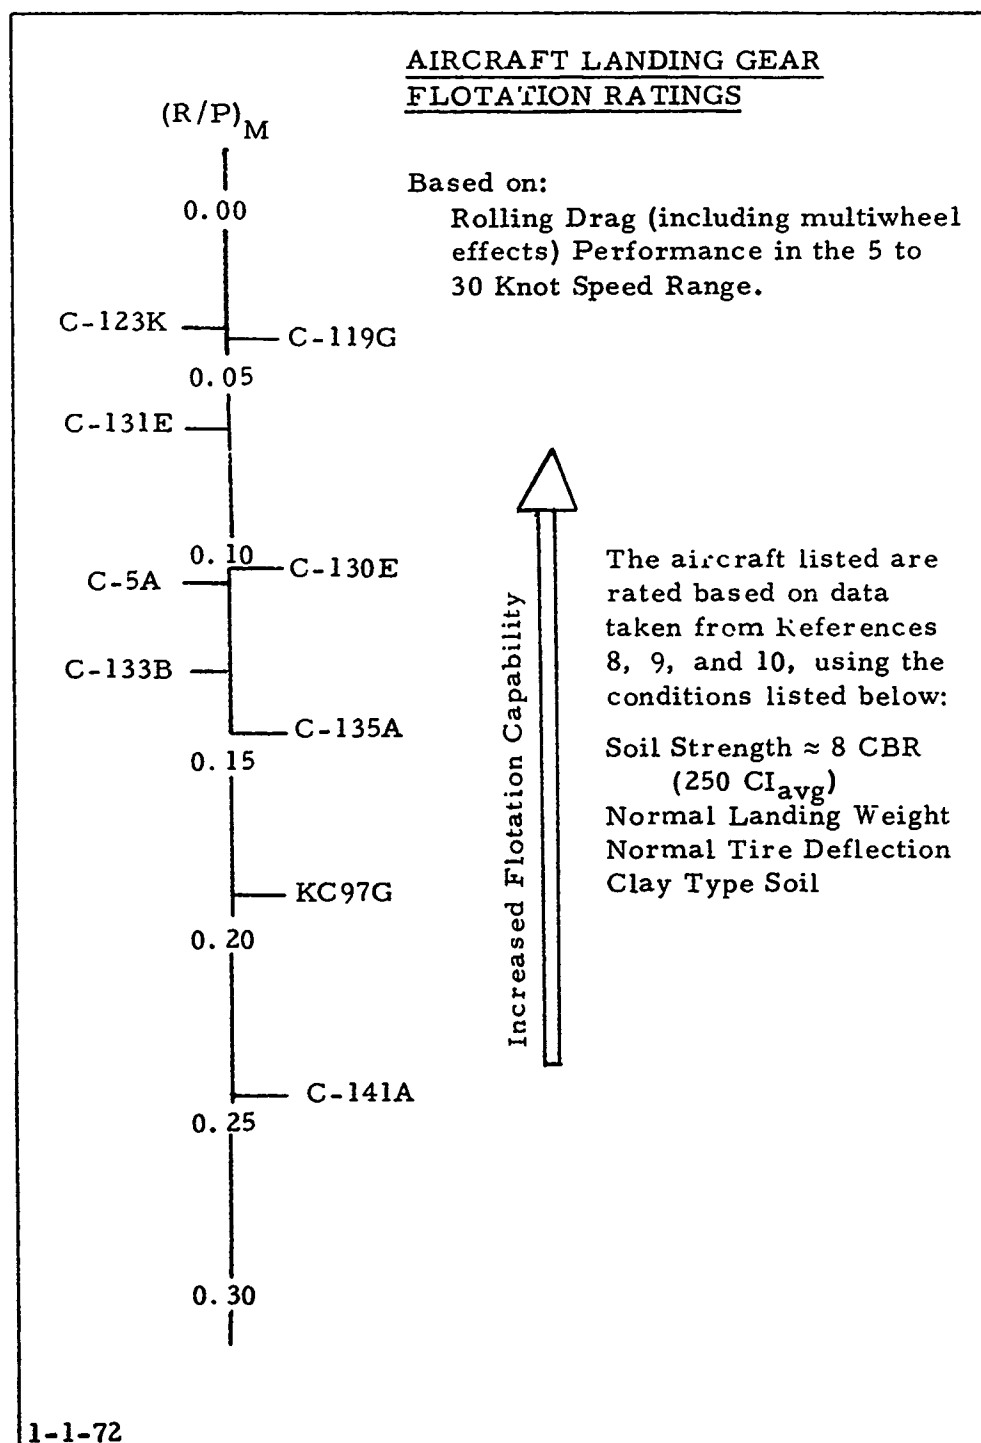 AIRCRAFT LANDING GEAR
FLOTATION RATINGS
(R/P)M
Based on:
Rolling Drag (including multiwheel
effects) Performance in the 5 to
30 Knot Speed Range.
0.00
C-123K
C-119G
0.05
C-131E
0.10
C-130E
C-5A
C-133B
C-135A
0.15
KC97G
0.20
C-141A
0.25
0.30
Increased Flotation Capability
The aircraft listed are
rated based on data
taken from References
8, 9, and 10, using the
conditions listed below:
Soil Strength ≈ 8 CBR
(250 CIavg)
Normal Landing Weight
Normal Tire Deflection
Clay Type Soil
1-1-72